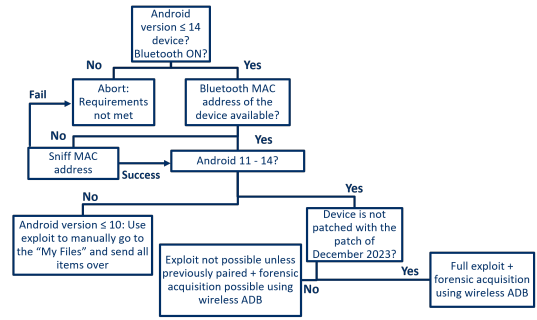 Android
version ≤ 14
device?
Bluetooth ON?
No
Yes
Abort:
Requirements
not met
Bluetooth MAC
address of the
device available?
Fail
No
Yes
Sniff MAC
address
Success
Android 11 - 14?
No
Yes
Android version ≤ 10: Use
exploit to manually go to
the “My Files” and send all
items over
Device is not
patched with the
patch of
December 2023?
Exploit not possible unless
previously paired + forensic
acquisition possible using
wireless ADB
No
Yes
Full exploit +
forensic acquisition
using wireless ADB